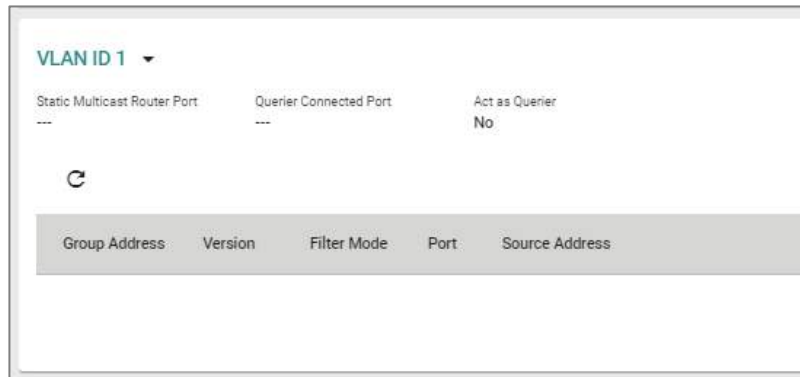 VLAN ID 1
Static Multicast Router Port Querier Connected Port Act as Querier
--- --- No
Group Address Version Filter Mode Port Source Address